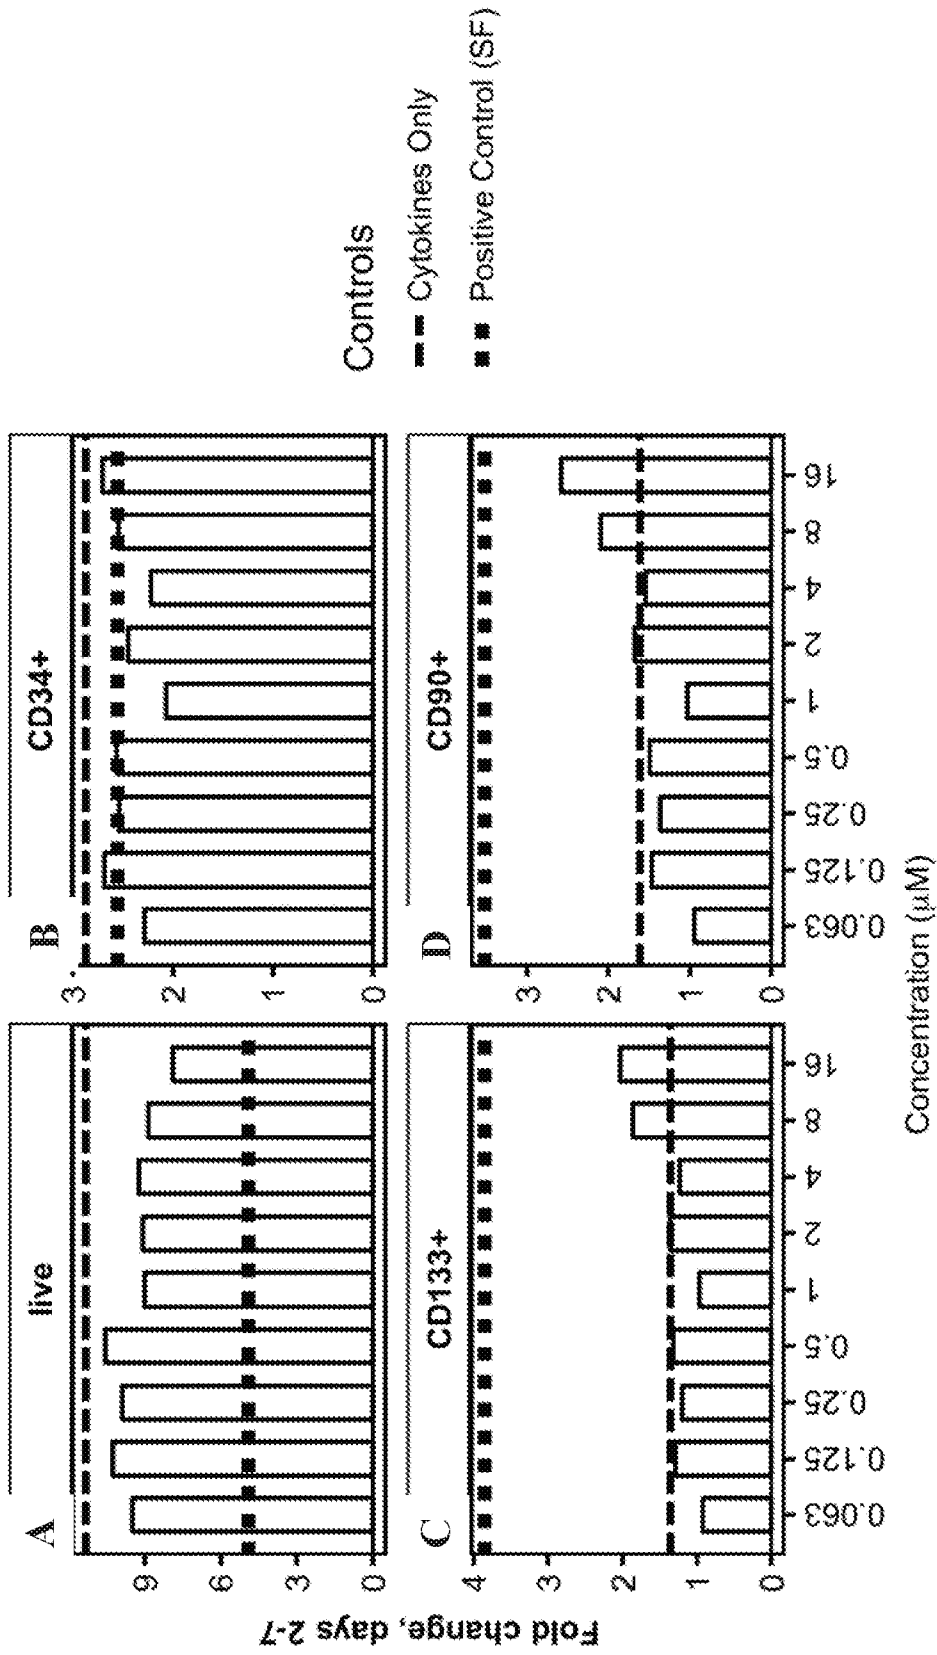 A
live
B
CD34+
9
6
3
0
3
2
1
0
C
CD133+
D
CD90+
4
3
2
1
0
3
2
1
0
0.063 0.125 0.25 0.5 1 2 4 8 16
0.063 0.125 0.25 0.5 1 2 4 8 16
Fold change, days 2-7
Concentration (μM)
Controls
Cytokines Only
Positive Control (SF)